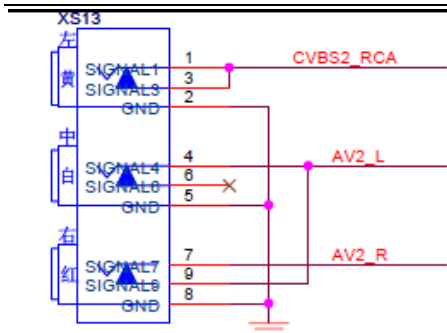 XS13
左
黄
SIGNAL1 1 CVBS2_RCA
SIGNAL3 3
GND 2
中
白
SIGNAL4 4 AV2_L
SIGNAL6 6
GND 5
右
红
SIGNAL7 7 AV2_R
SIGNAL9 9
GND 8